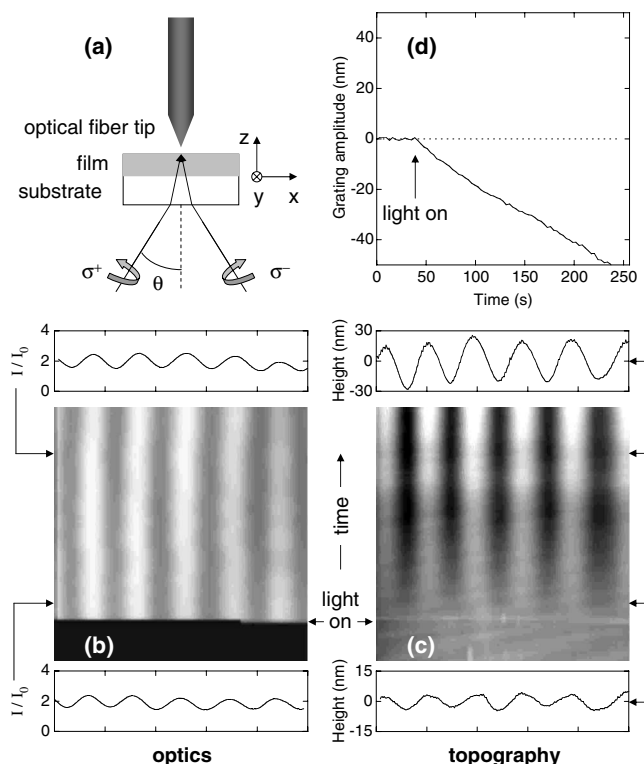 (a)
optical fiber tip
film
substrate
z
y
x
σ+
θ
σ−
(d)
Grating amplitude (nm)
40
20
0
-20
-40
light on
0
50
100
150
200
250
Time (s)
I / I0
4
2
0
Height (nm)
30
0
-30
time
light
on
(b)
(c)
I / I0
4
2
0
Height (nm)
15
0
-15
optics
topography